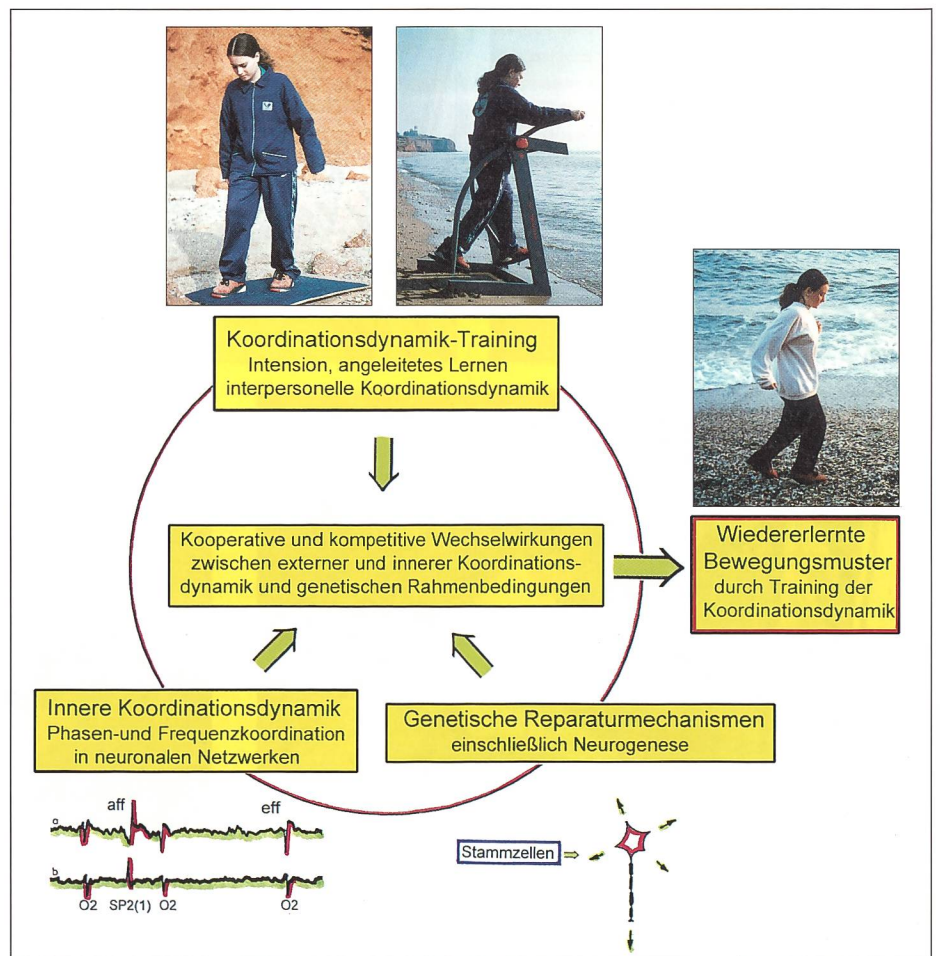 Koordinationsdynamik-Training
Intension, angeleitetes Lernen
interpersonelle Koordinationsdynamik
Kooperative und kompetitive Wechselwirkungen
zwischen externer und innerer Koordinations-
dynamik und genetischen Rahmenbedingungen
Wiedererlernte
Bewegungsmuster
durch Training der
Koordinationsdynamik
Innere Koordinationsdynamik
Phasen-und Frequenzkoordination
in neuronalen Netzwerken
Genetische Reparaturmechanismen
einschließlich Neurogenese
aff eff
a
b
O2 SP2(1) O2 O2
Stammzellen